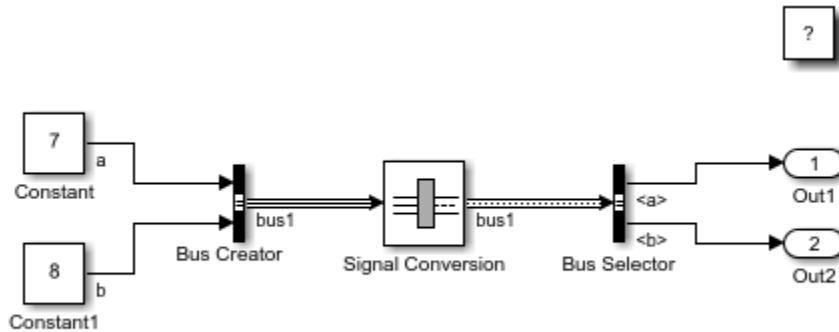 ?
7
a
Constant
8
b
Constant1
bus1
Bus Creator
Signal Conversion
bus1
<a>
<b>
Bus Selector
1
Out1
2
Out2